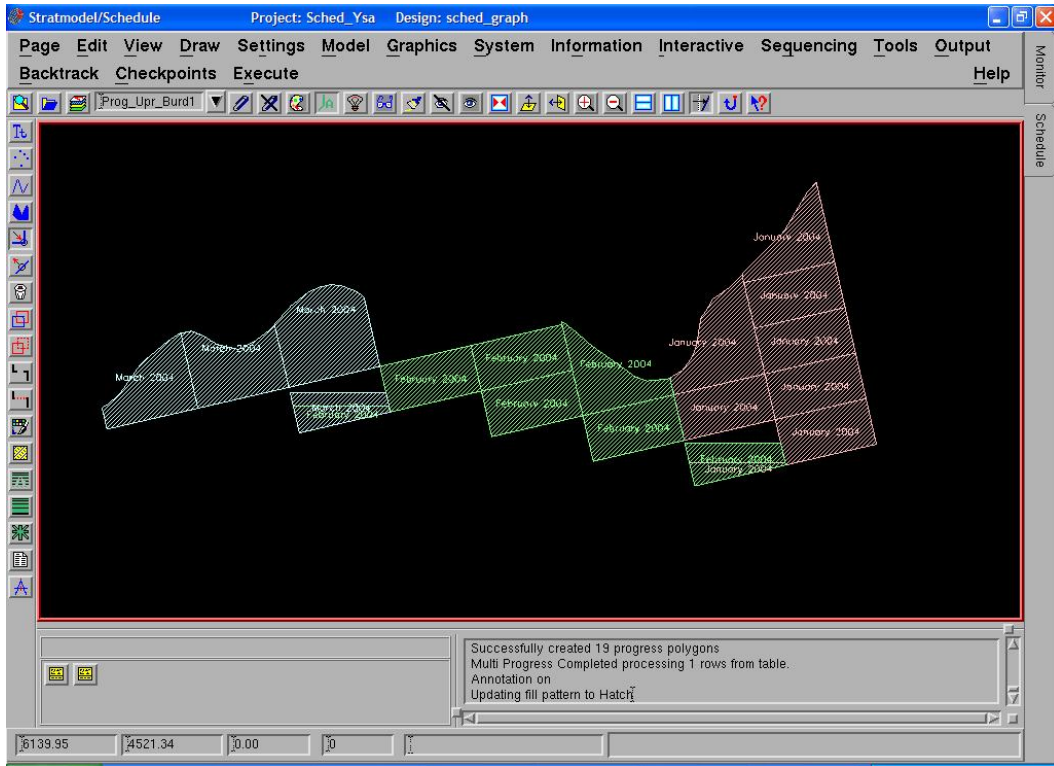 Stratmodel/Schedule Project: Sched_Ysa Design: sched_graph
Page Edit View Draw Settings Model Graphics System Information Interactive Sequencing Tools Output
Backtrack Checkpoints Execute Help
Monitor
Schedule
Prog_Upr_Burd1
Tt
January 2004
January 2004
March 2004
January 2004
January 2004
March 2004
February 2004
February 2004
March 2004
February 2004
January 2004
February 2004
January 2004
March 2004
February 2004
February 2004
January 2004
February 2004
January 2004
Successfully created 19 progress polygons
Multi Progress Completed processing 1 rows from table.
Annotation on
Updating fill pattern to Hatch
6139.95 4521.34 0.00 0